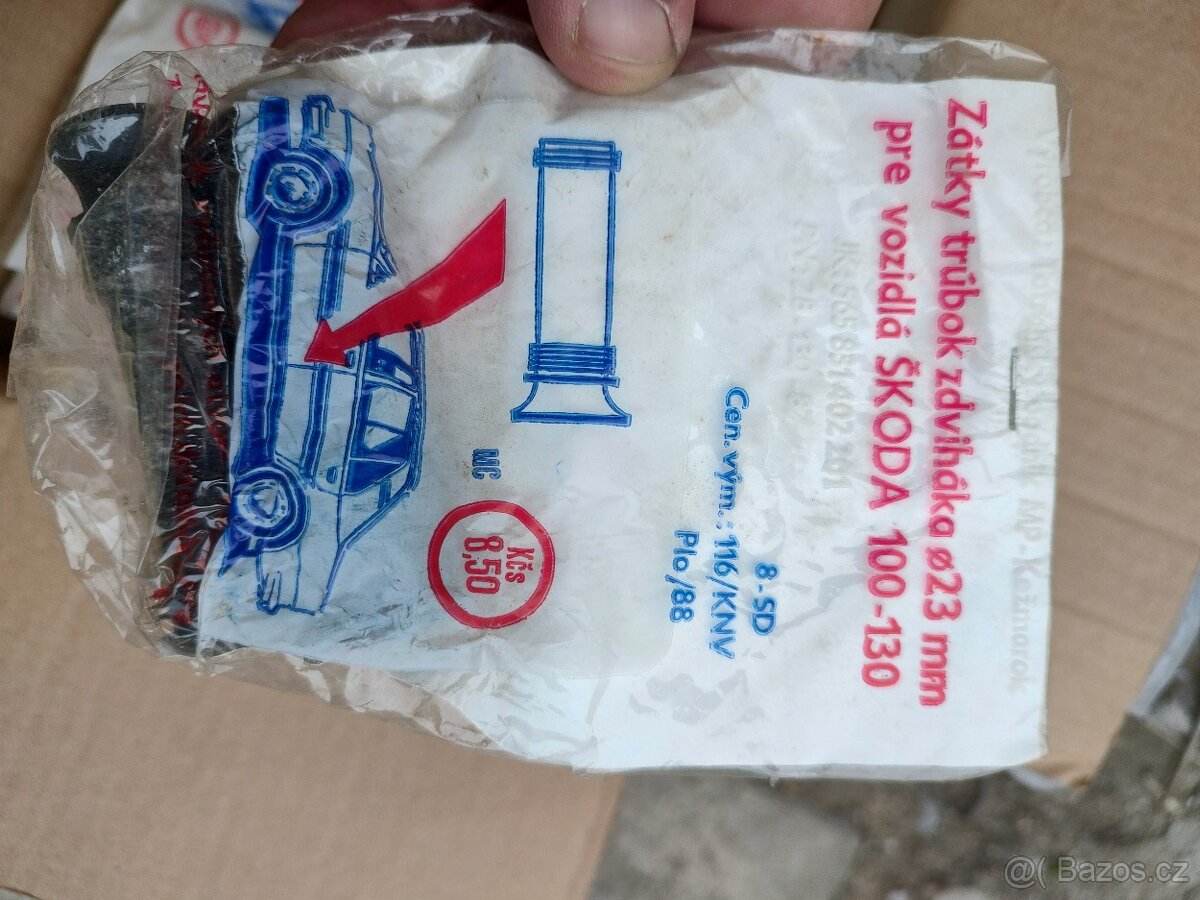 Zátky trúbok zdviháka ø23 mm
pre vozidlá ŠKODA 100-130
8-SD
Cen. vým.: 116/KNV
Plo/88
MC
Kčs
8,50
@( Bazos.cz